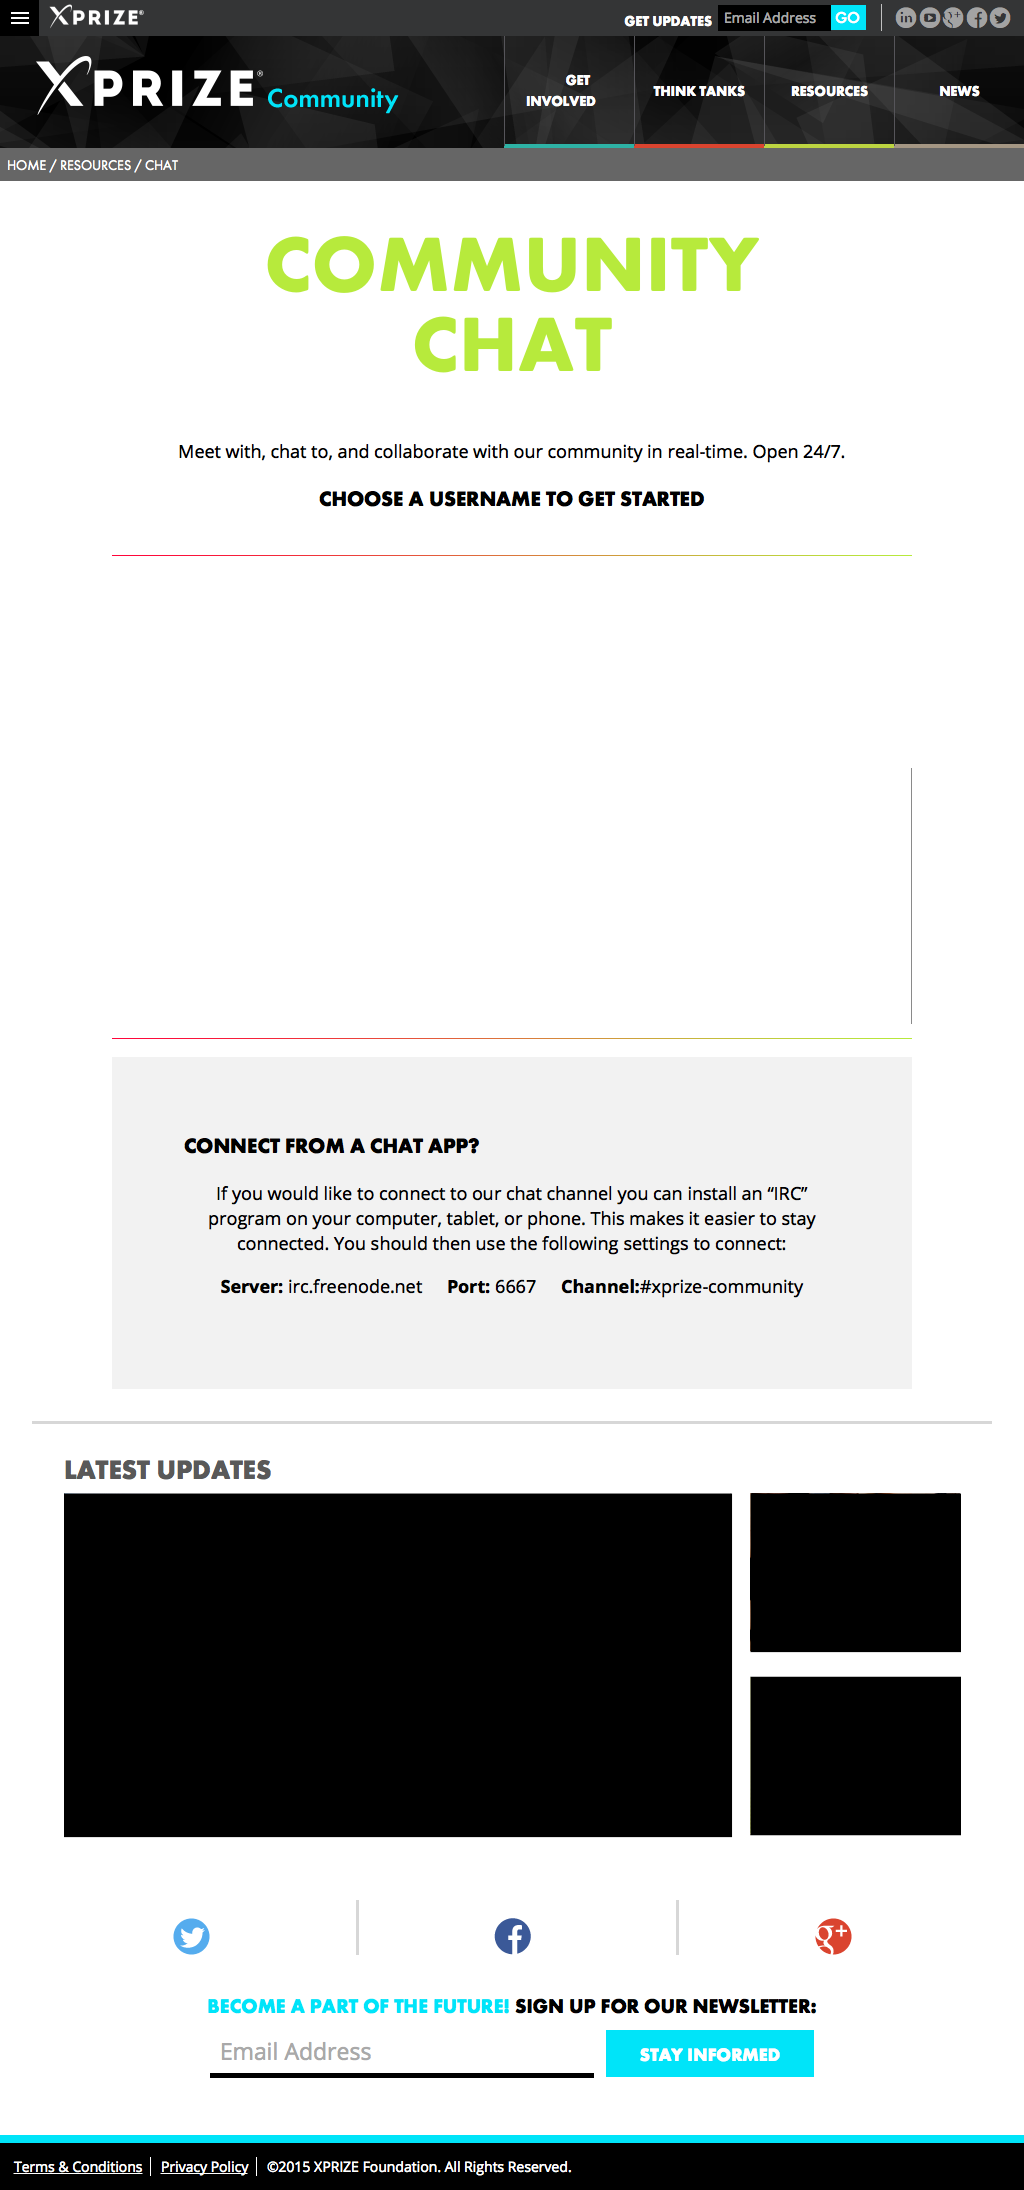 XPRIZE®
GET UPDATES
Email Address
GO
XPRIZE® Community
GET
INVOLVED
THINK TANKS
RESOURCES
NEWS
HOME / RESOURCES / CHAT
COMMUNITY
CHAT
Meet with, chat to, and collaborate with our community in real-time. Open 24/7.
CHOOSE A USERNAME TO GET STARTED
CONNECT FROM A CHAT APP?
If you would like to connect to our chat channel you can install an “IRC”
program on your computer, tablet, or phone. This makes it easier to stay
connected. You should then use the following settings to connect:
Server: irc.freenode.net Port: 6667 Channel:#xprize-community
LATEST UPDATES
BECOME A PART OF THE FUTURE! SIGN UP FOR OUR NEWSLETTER:
Email Address
STAY INFORMED
Terms & Conditions Privacy Policy ©2015 XPRIZE Foundation. All Rights Reserved.